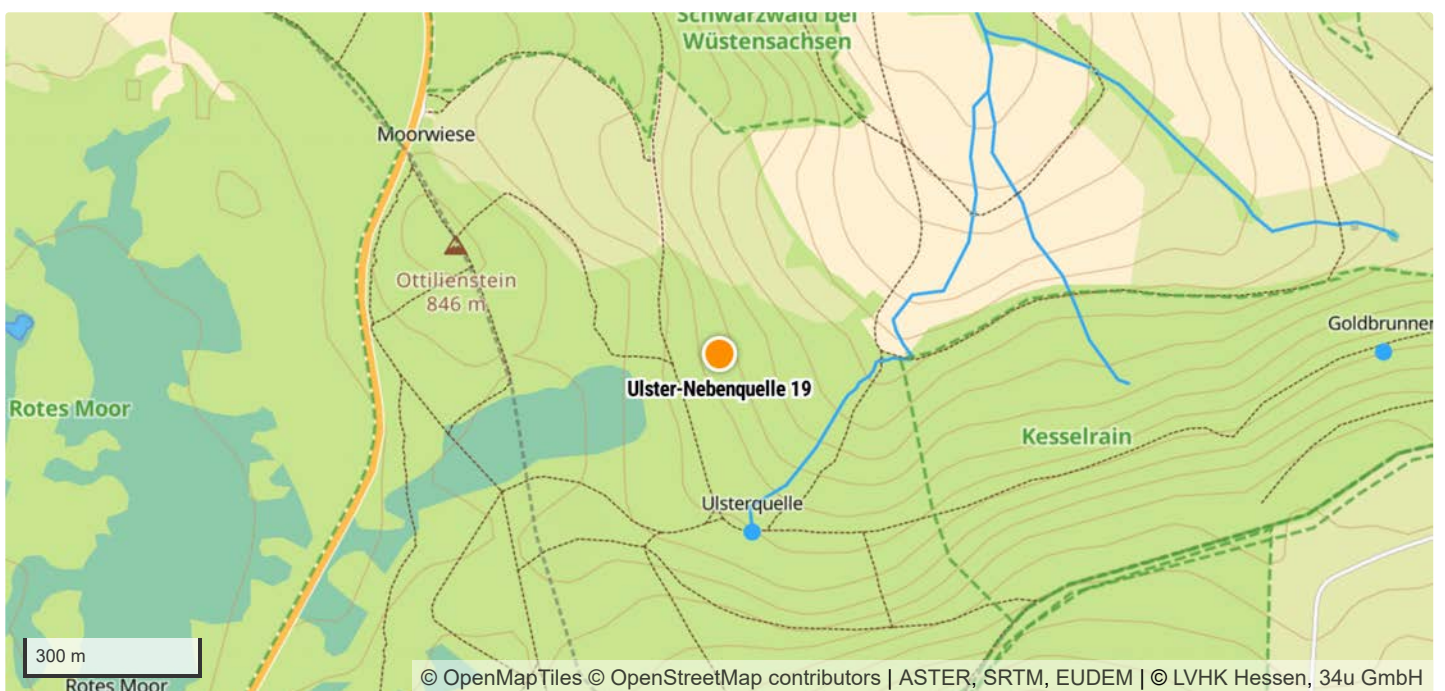 Schwarzwald bei
Wüstensachsen
Moorwiese
Ottilienstein
846 m
Goldbrunnen
Ulster-Nebenquelle 19
Rotes Moor
Kesselrain
Ulsterquelle
300 m
Rotes Moor
© OpenMapTiles © OpenStreetMap contributors | ASTER, SRTM, EUDEM | © LVHK Hessen, 34u GmbH